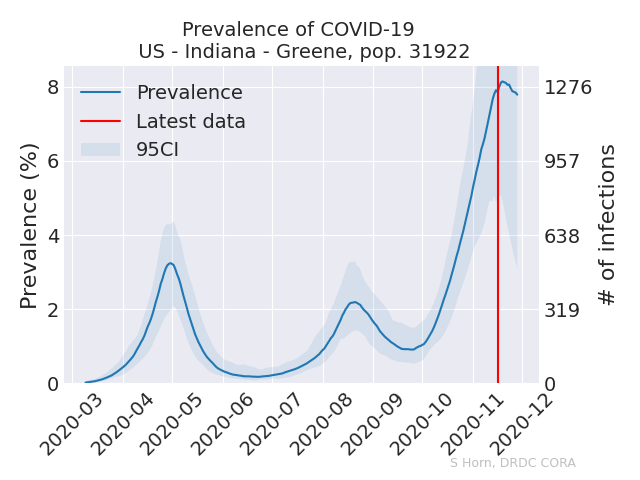 Prevalence of COVID-19
US - Indiana - Greene, pop. 31922
Prevalence (%)
8
6
4
2
0
Prevalence
Latest data
95CI
1276
957
638
319
0
# of infections
2020-03
2020-04
2020-05
2020-06
2020-07
2020-08
2020-09
2020-10
2020-11
2020-12
S Horn, DRDC CORA